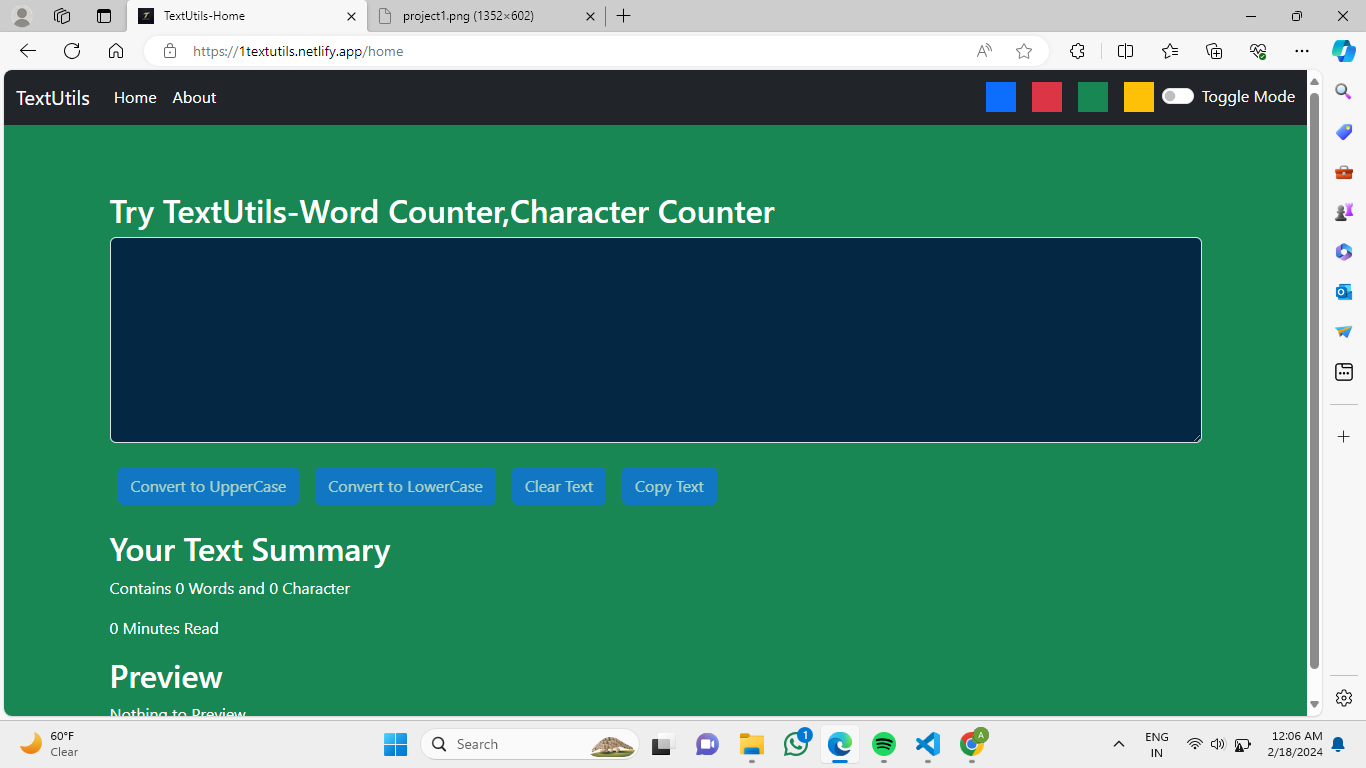 TextUtils-Home
project1.png (1352×602)
https://1textutils.netlify.app/home
TextUtils Home About Toggle Mode
Try TextUtils-Word Counter,Character Counter
Convert to UpperCase Convert to LowerCase Clear Text Copy Text
Your Text Summary
Contains 0 Words and 0 Character
0 Minutes Read
Preview
Nothing to Preview
60°F
Clear
Search
1
A
ENG
IN
12:06 AM
2/18/2024